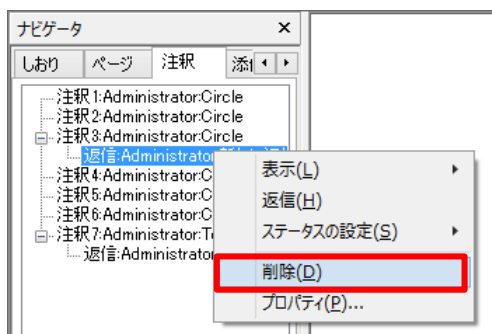 ナビゲータ ×
しおり ページ 注釈
注釈1:Administrator:Circle
注釈2:Administrator:Circle
注釈3:Administrator:Circle
返信:Administrator
注釈4:Administrator:C
注釈5:Administrator:C
注釈6:Administrator:C
注釈7:Administrator:T
返信:Administrator
表示(L)
返信(H)
ステータスの設定(S)
削除(D)
プロパティ(P)...